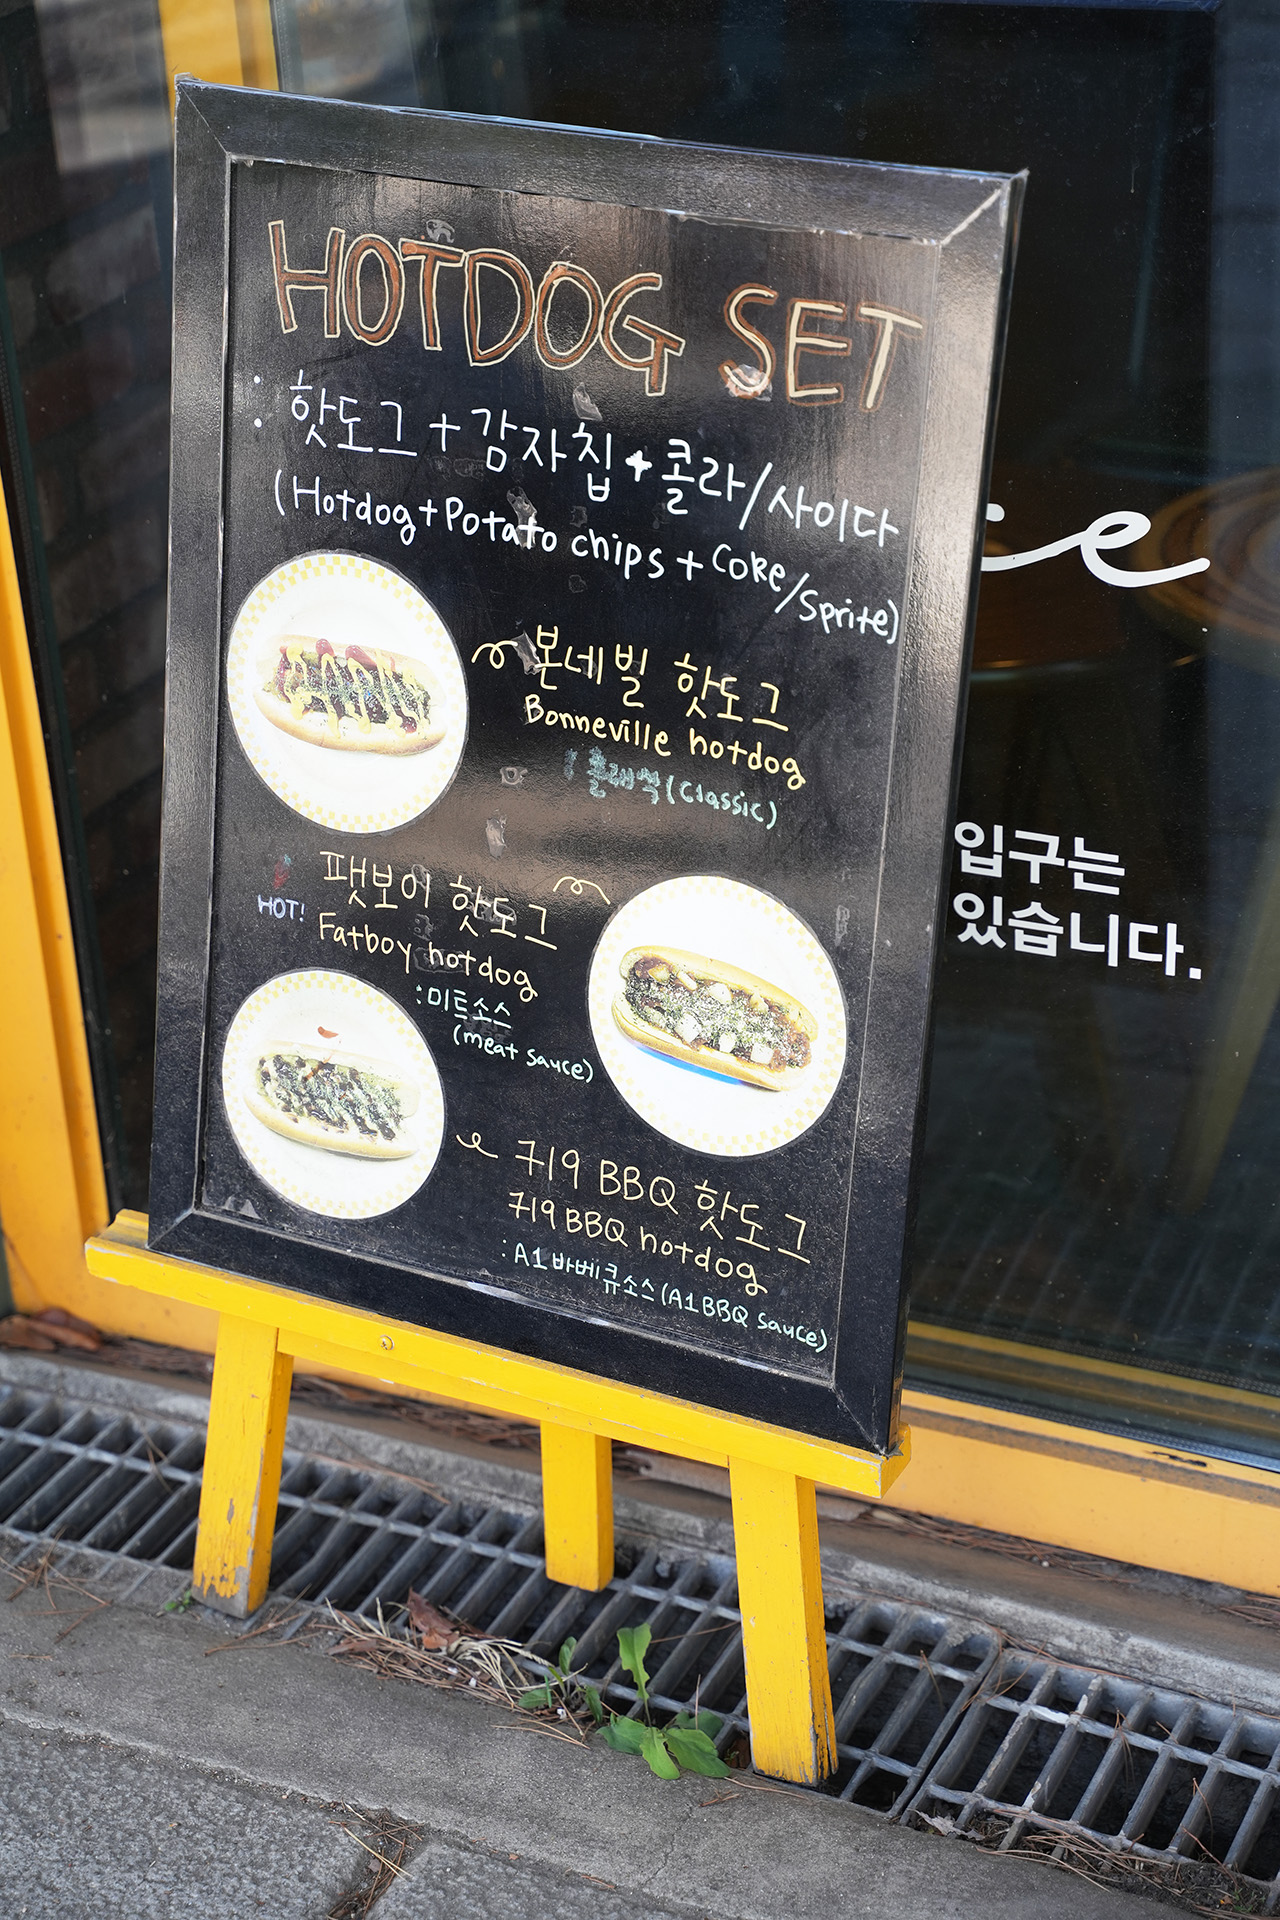 HOTDOG SET
: 핫도그 + 감자칩 + 콜라/사이다
(Hotdog + Potato chips + Coke/Sprite)
본네빌 핫도그
Bonneville hotdog
: 클래식 (Classic)
HOT!
팻보이 핫도그
Fatboy hotdog
: 미트소스
(meat sauce)
719 BBQ 핫도그
719 BBQ hotdog
: A1 바베큐소스 (A1 BBQ sauce)
입구는
있습니다.